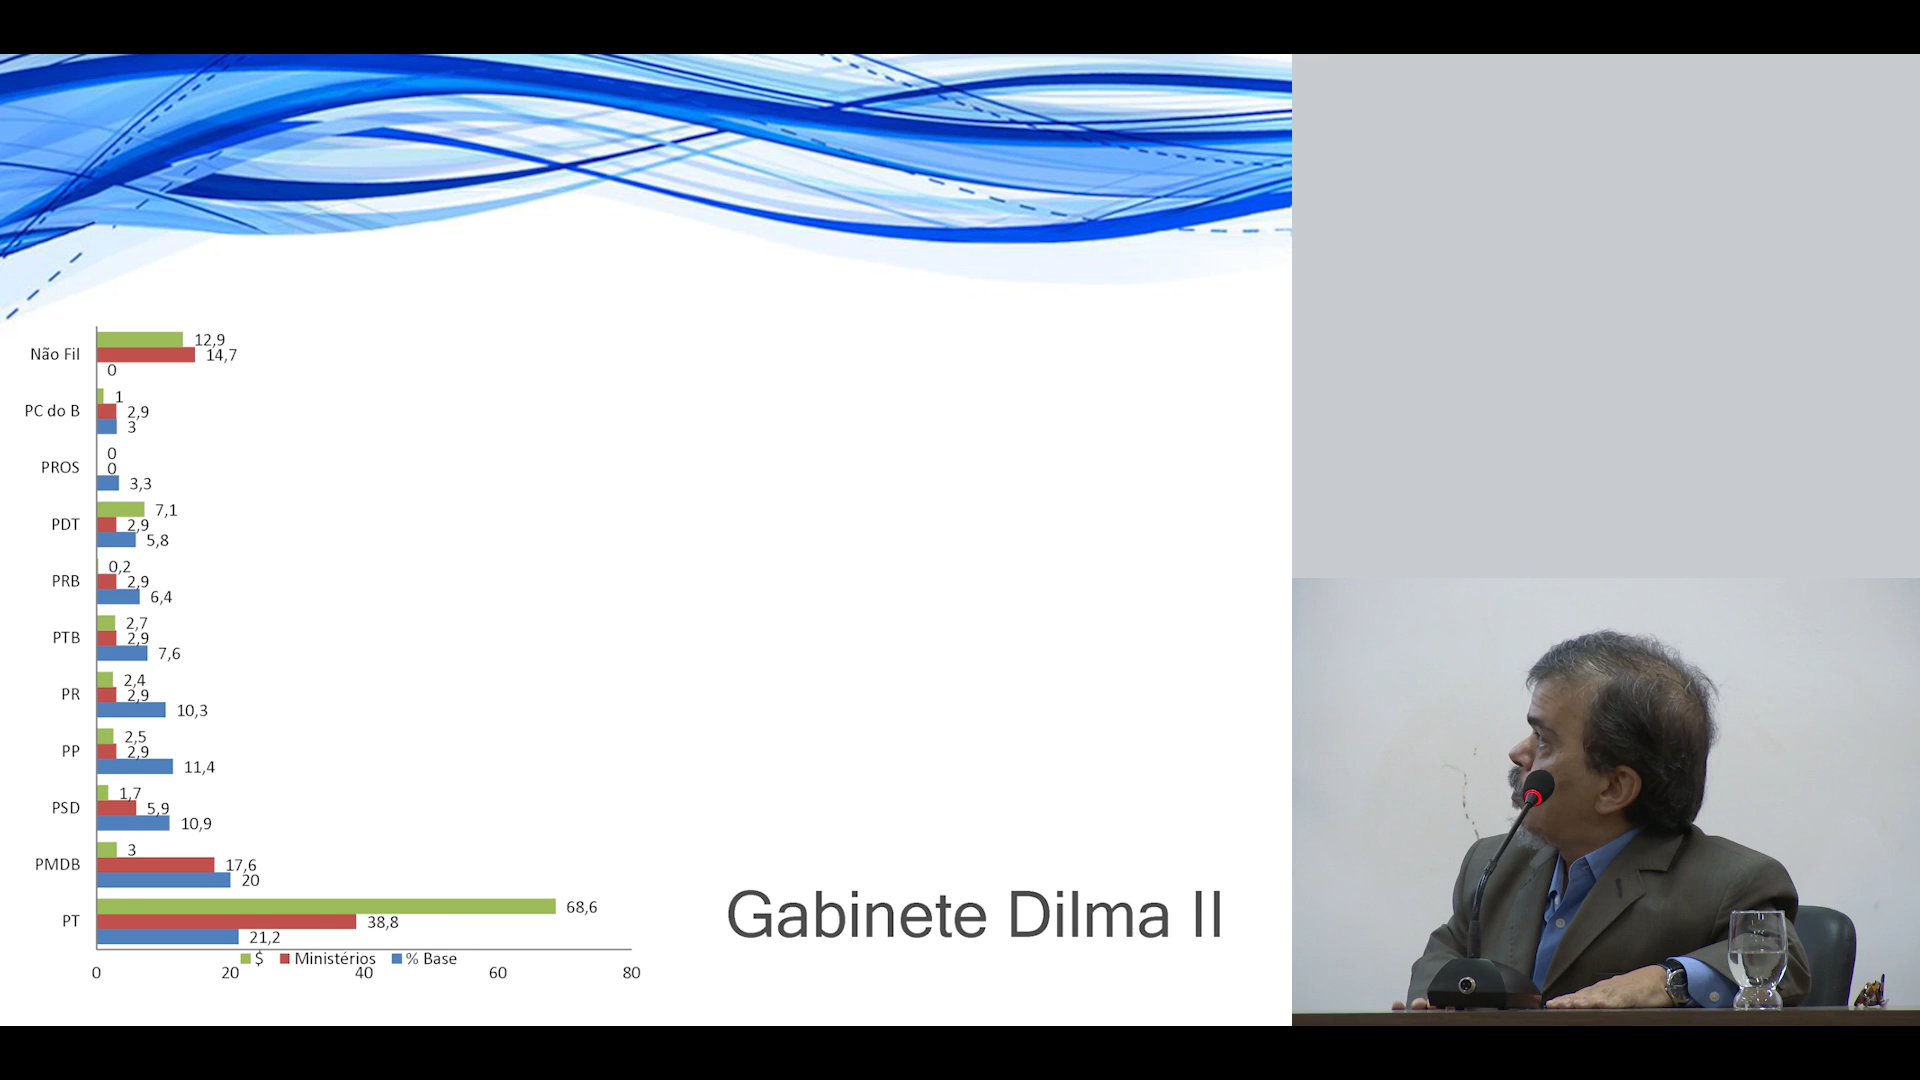 Não Fil
12,9
14,7
0
PC do B
1
2,9
3
PROS
0
0
3,3
PDT
7,1
2,9
5,8
PRB
0,2
2,9
6,4
PTB
2,7
2,9
7,6
PR
2,4
2,9
10,3
PP
2,5
2,9
11,4
PSD
1,7
5,9
10,9
PMDB
3
17,6
20
PT
68,6
38,8
21,2
$ Ministérios % Base
0 20 40 60 80
Gabinete Dilma II